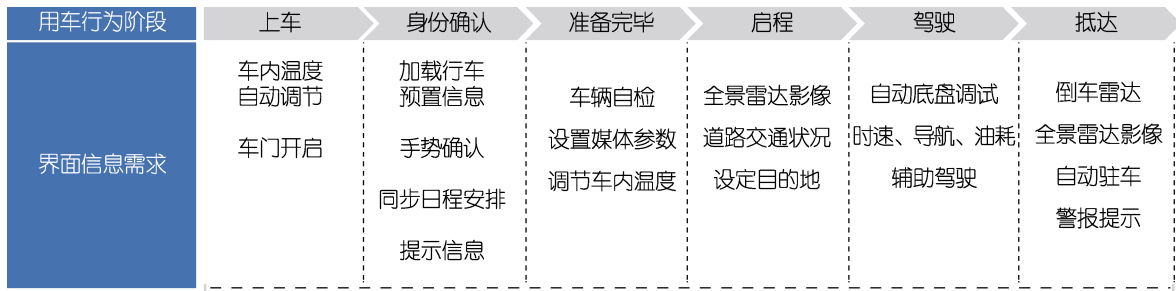 用车行为阶段
上车
身份确认
准备完毕
启程
驾驶
抵达
界面信息需求
车内温度
自动调节
车门开启
加载行车
预置信息
手势确认
同步日程安排
提示信息
车辆自检
设置媒体参数
调节车内温度
全景雷达影像
道路交通状况
设定目的地
自动底盘调试
时速、导航、油耗
辅助驾驶
倒车雷达
全景雷达影像
自动驻车
警报提示